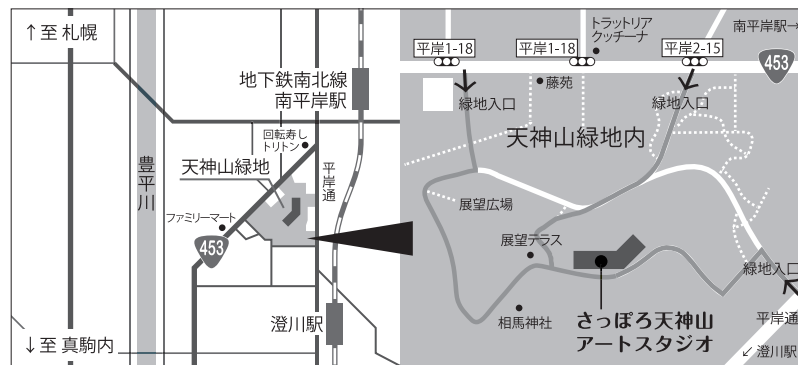 ↑至 札幌
地下鉄南北線
南平岸駅
回転寿し
トリトン
天神山緑地
平岸通
豊平川
ファミリーマート
453
澄川駅
↓至 真駒内
トラットリア
クッチーナ
南平岸駅→
平岸1-18
平岸1-18
平岸2-15
453
藤苑
緑地入口
緑地入口
天神山緑地内
展望広場
展望テラス
緑地入口
相馬神社
さっぽろ天神山
アートスタジオ
平岸通
↙澄川駅